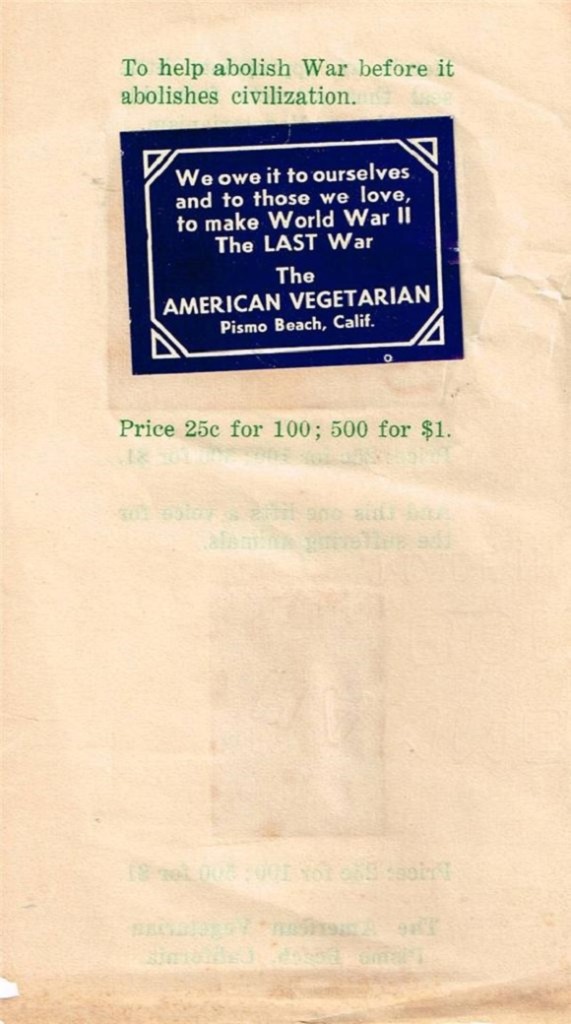 To help abolish War before it
abolishes civilization.
We owe it to ourselves
and to those we love,
to make World War II
The LAST War
The
AMERICAN VEGETARIAN
Pismo Beach, Calif.
Price 25c for 100; 500 for $1.